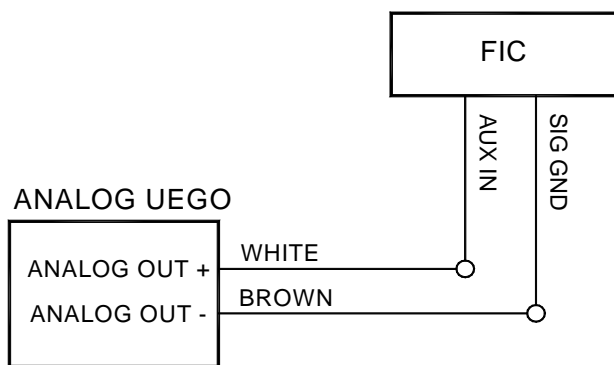 FIC
AUX IN
SIG GND
ANALOG UEGO
ANALOG OUT +
WHITE
ANALOG OUT -
BROWN